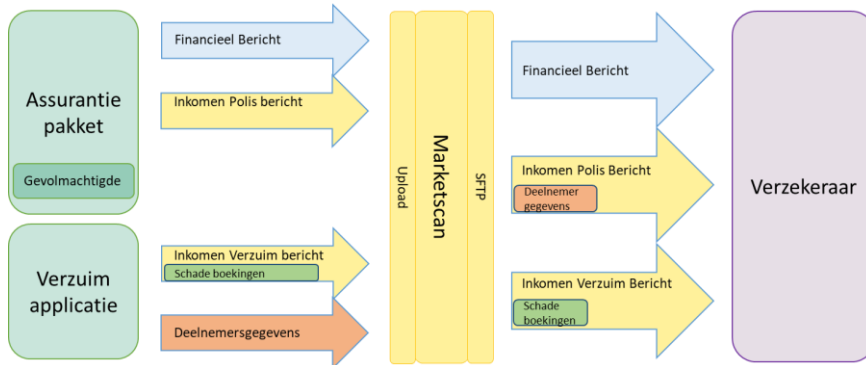 Assurantie
pakket
Gevolmachtigde
Verzuim
applicatie
Financieel Bericht
Inkomen Polis bericht
Inkomen Verzuim bericht
Schade boekingen
Deelnemersgegevens
Upload
Marketscan
SFTP
Financieel Bericht
Inkomen Polis Bericht
Deelnemer
gegevens
Inkomen Verzuim Bericht
Schade
boekingen
Verzekeraar